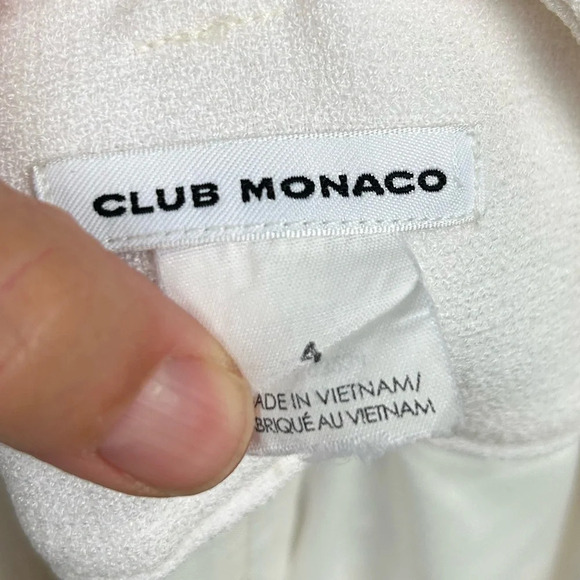 CLUB MONACO
4
ADE IN VIETNAM/
BRIQUÉ AU VIETNAM